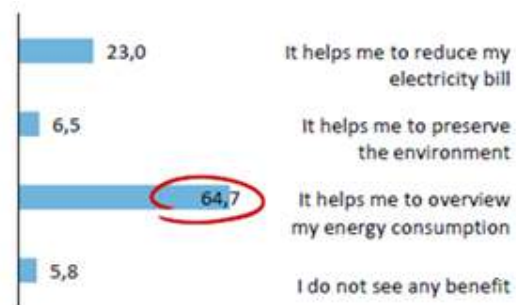 23,0
It helps me to reduce my
electricity bill
6,5
It helps me to preserve
the environment
64,7
It helps me to overview
my energy consumption
5,8
I do not see any benefit